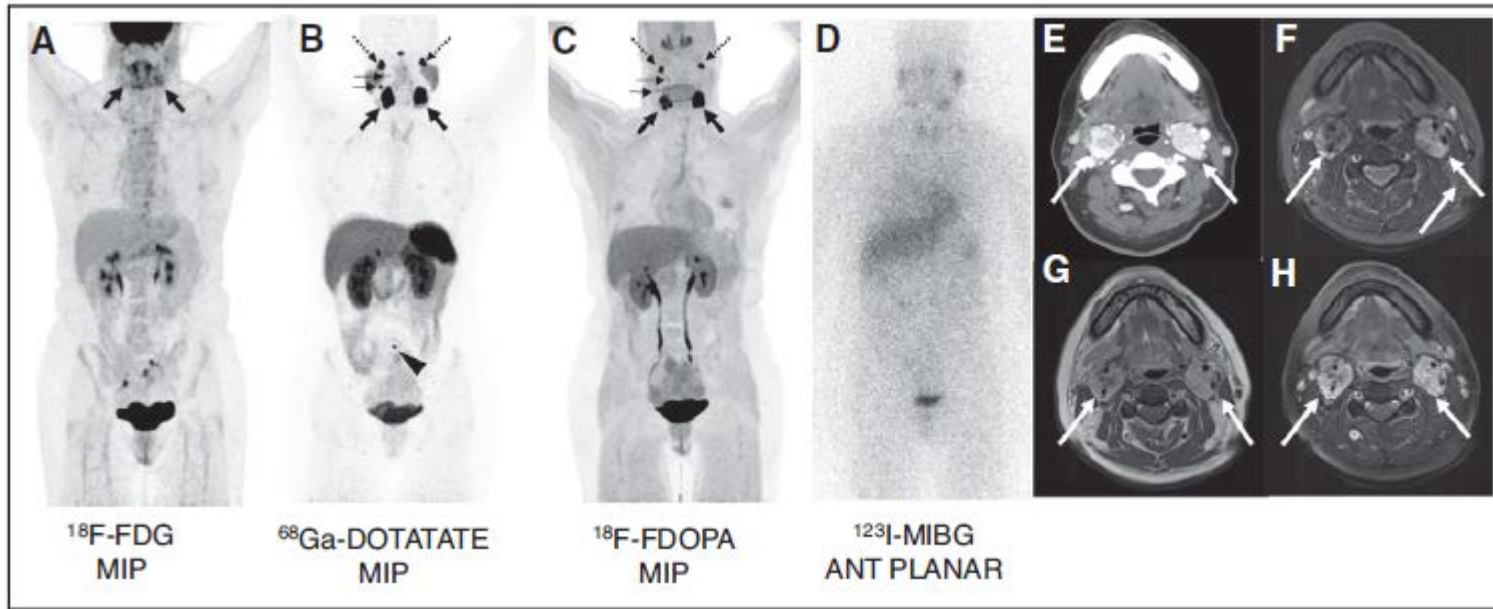 A
B
C
D
E
F
G
H
¹⁸F-FDG
MIP
⁶⁸Ga-DOTATATE
MIP
¹⁸F-FDOPA
MIP
¹²³I-MIBG
ANT PLANAR